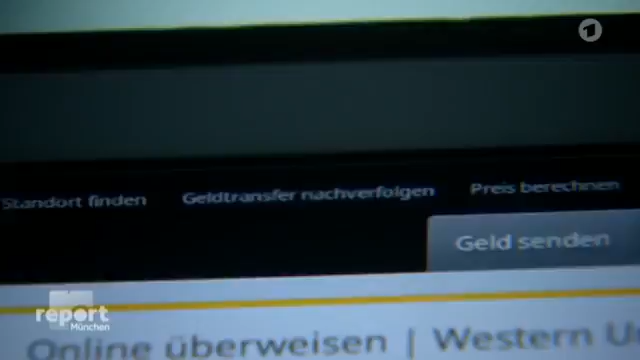 Standort finden Geldtransfer nachverfolgen Preis berechnen
Geld senden
report
München
Online überweisen | Western U